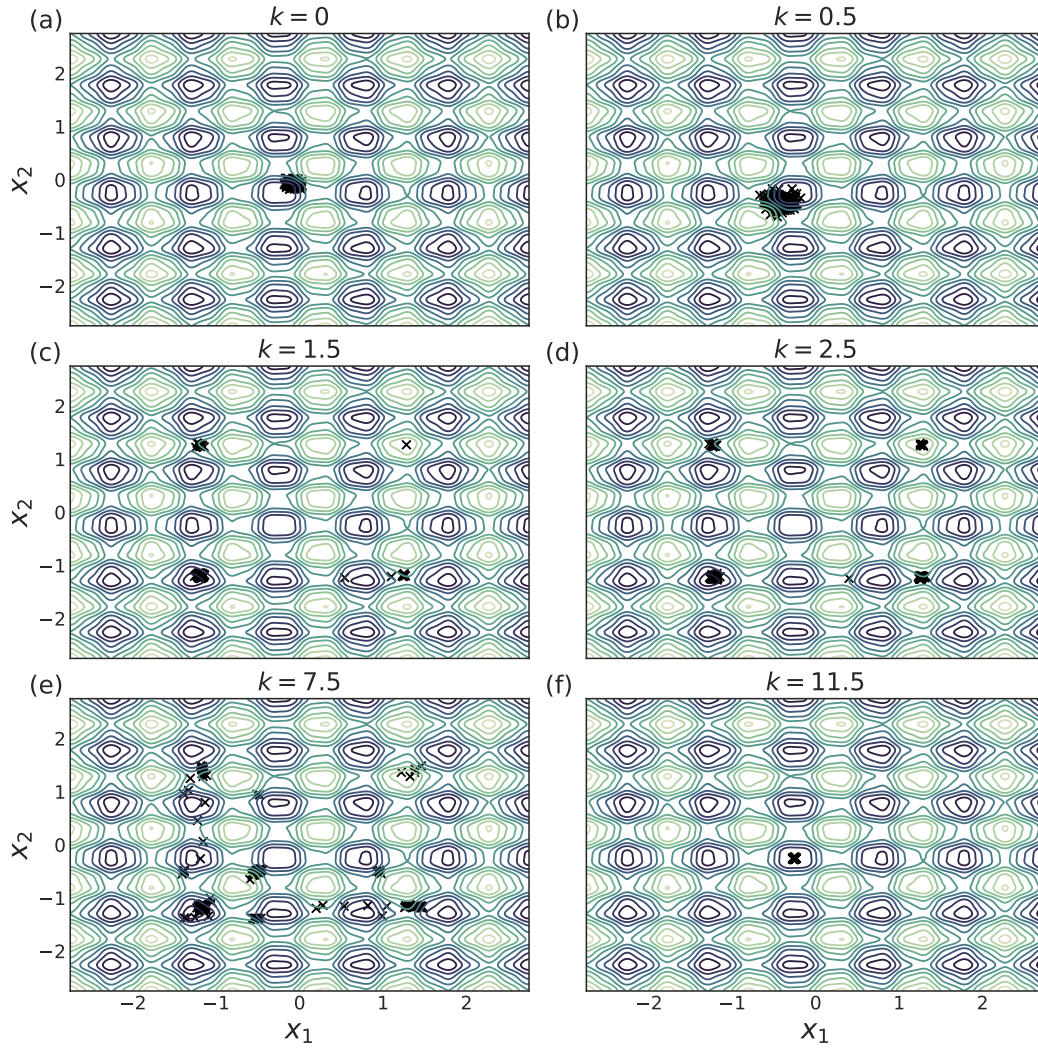 (a) k = 0
(b) k = 0.5
x₂
2
1
0
−1
−2
(c) k = 1.5
(d) k = 2.5
x₂
2
1
0
−1
−2
(e) k = 7.5
(f) k = 11.5
x₂
2
1
0
−1
−2
−2 −1 0 1 2
−2 −1 0 1 2
x₁
x₁